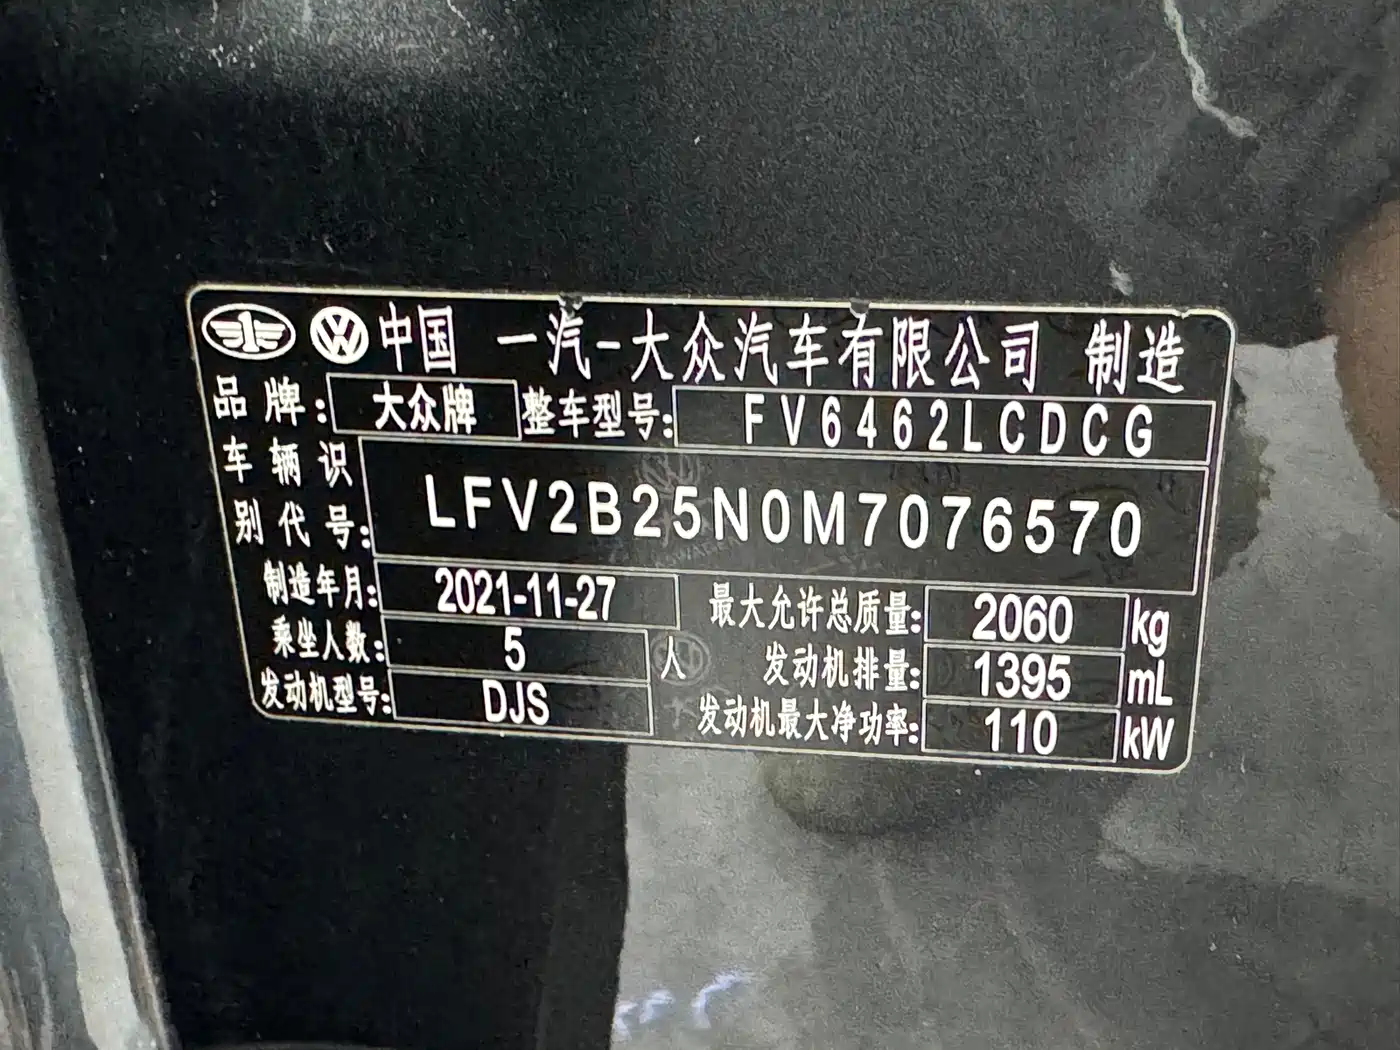 中国 一汽-大众汽车有限公司 制造
品牌: 大众牌 整车型号: FV6462LCDCG
车辆识
别代号: LFV2B25N0M7076570
制造年月: 2021-11-27 最大允许总质量: 2060 kg
乘坐人数: 5 人 发动机排量: 1395 mL
发动机型号: DJS 发动机最大净功率: 110 kW